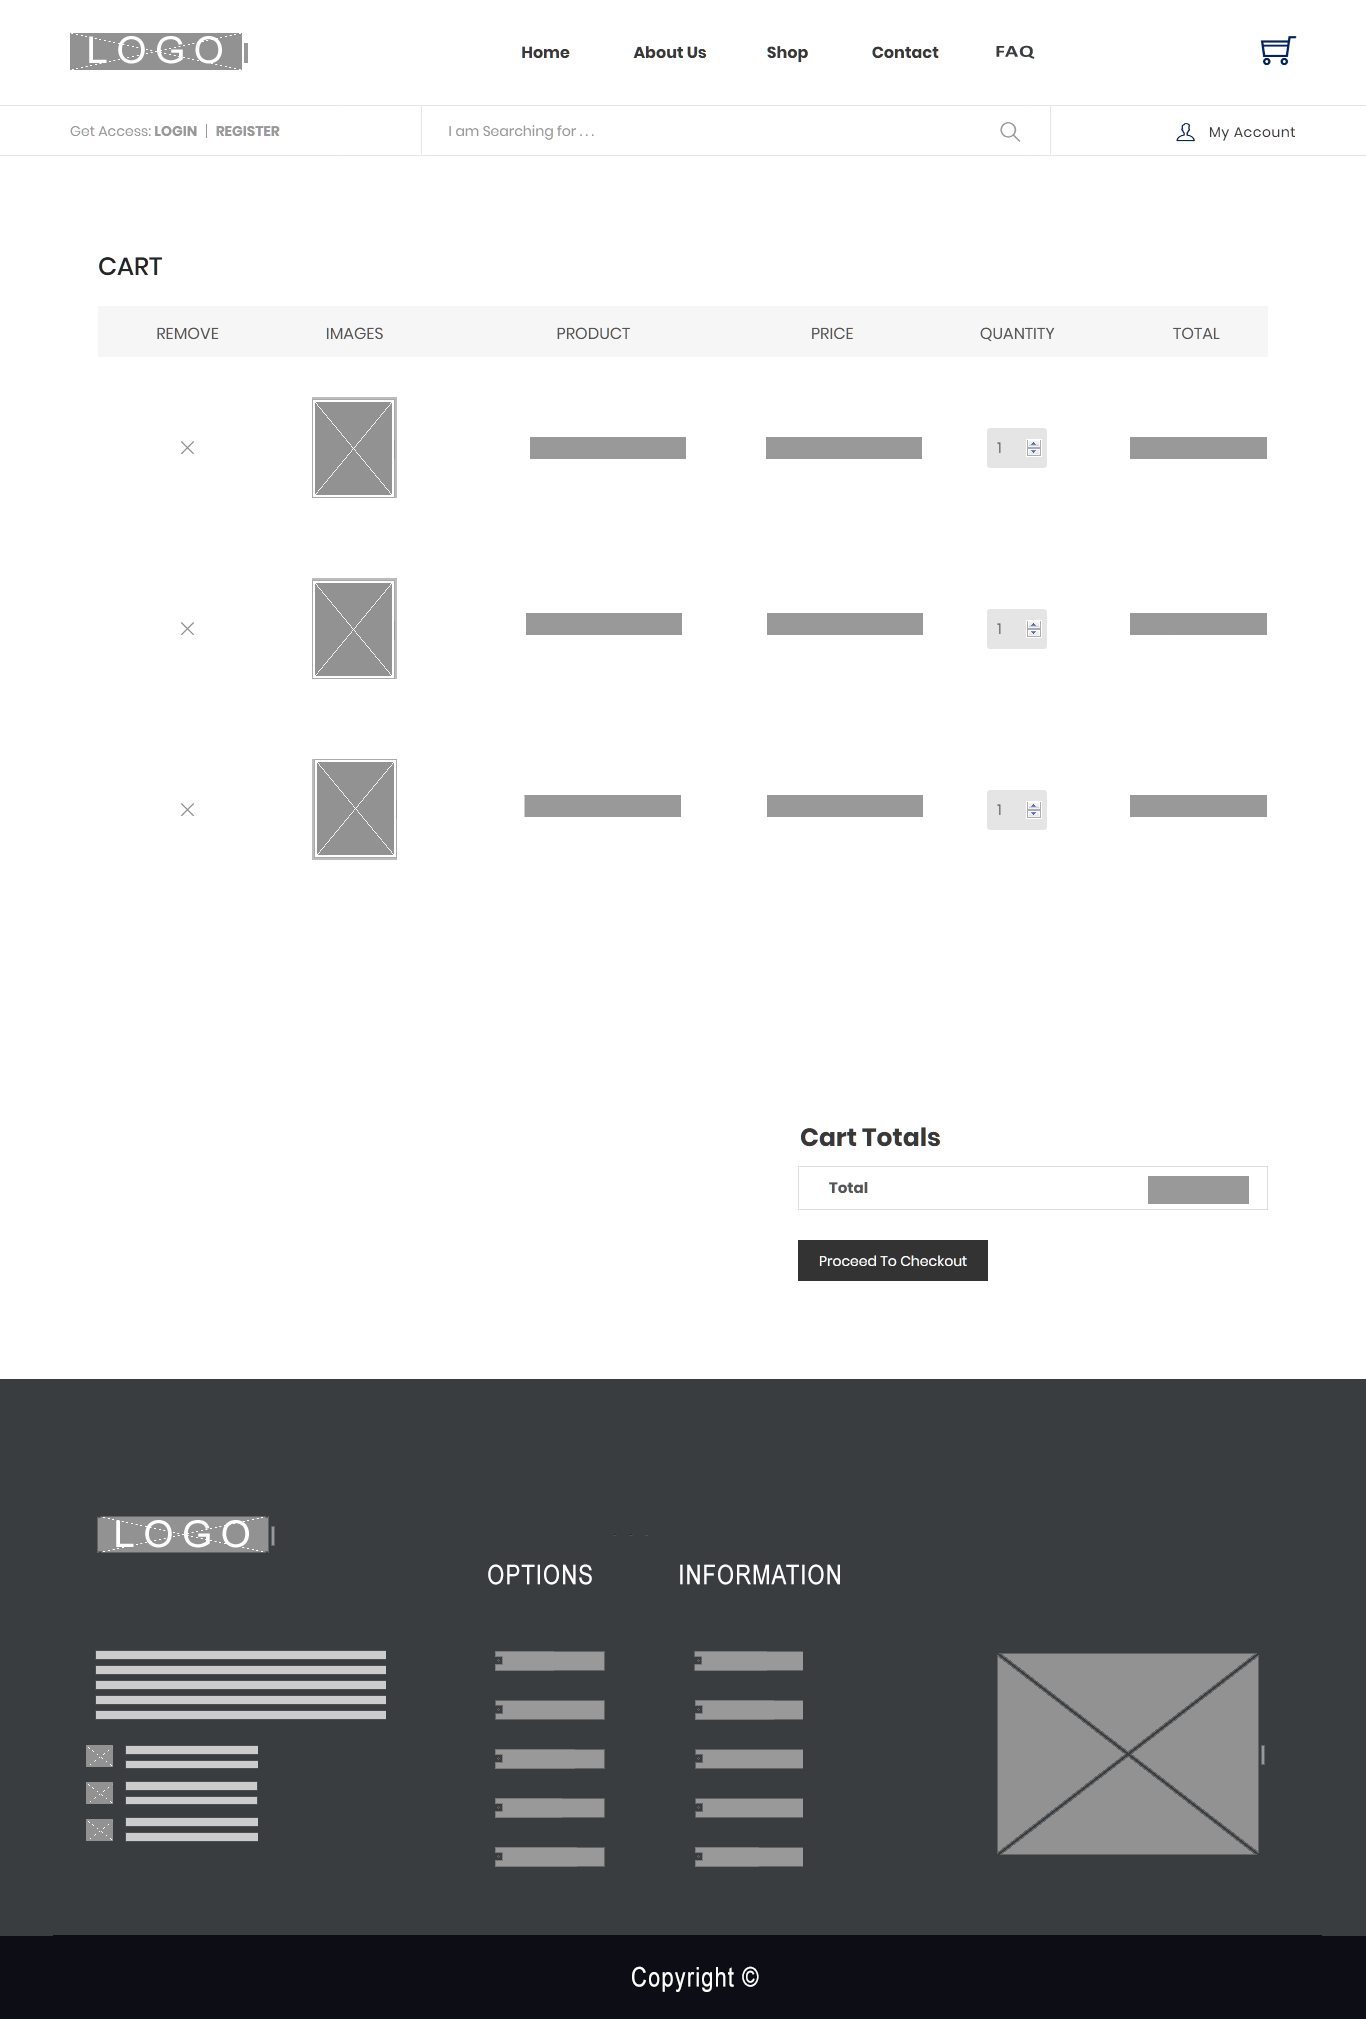 LOGO
Home About Us Shop Contact FAQ
Get Access: LOGIN | REGISTER
I am Searching for . . .
My Account
CART
REMOVE IMAGES PRODUCT PRICE QUANTITY TOTAL
1
1
1
Cart Totals
Total
Proceed To Checkout
LOGO
OPTIONS INFORMATION
Copyright ©